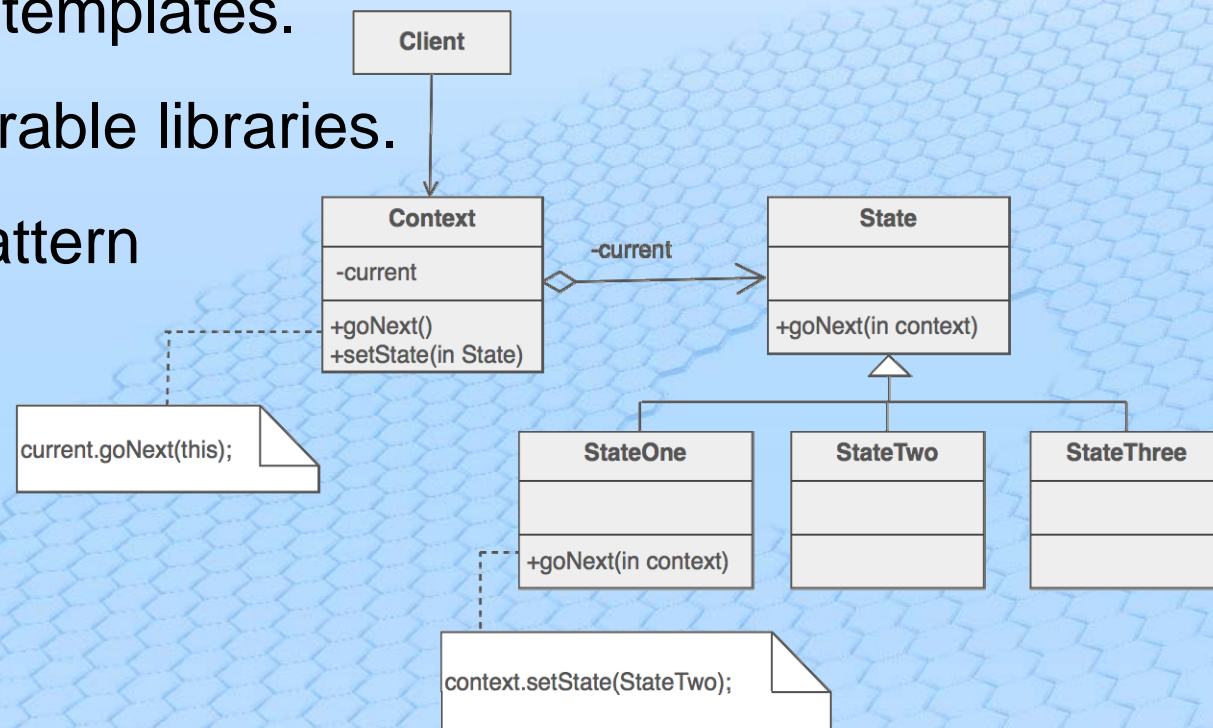 templates.
Client
rable libraries.
attern
Context
-current
+goNext()
+setState(in State)
-current
State
+goNext(in context)
current.goNext(this);
StateOne
+goNext(in context)
StateTwo
StateThree
context.setState(StateTwo);